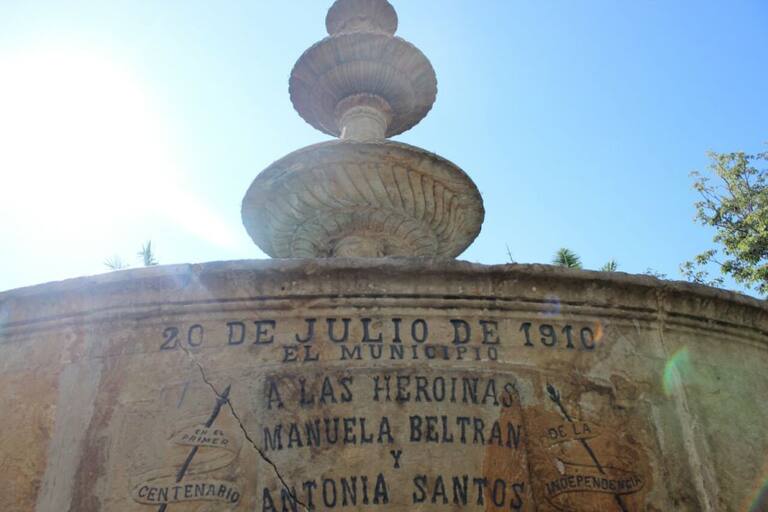 20 DE JULIO DE 1910
EL MUNICIPIO
A LAS HEROINAS
MANUELA BELTRAN
Y
ANTONIA SANTOS
EN EL
PRIMER
CENTENARIO
DE LA
INDEPENDENCIA